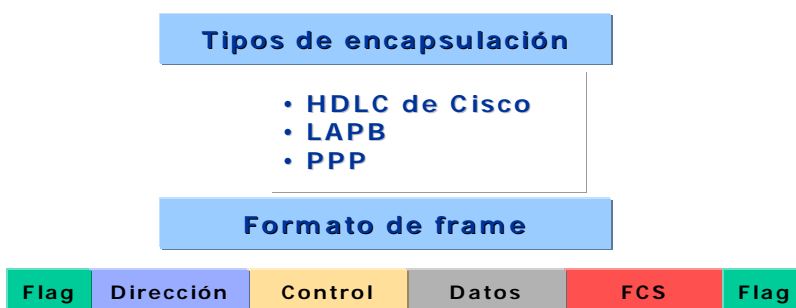 Tipos de encapsulación
• HDLC de Cisco
• LAPB
• PPP
Formato de frame
Flag Dirección Control Datos FCS Flag